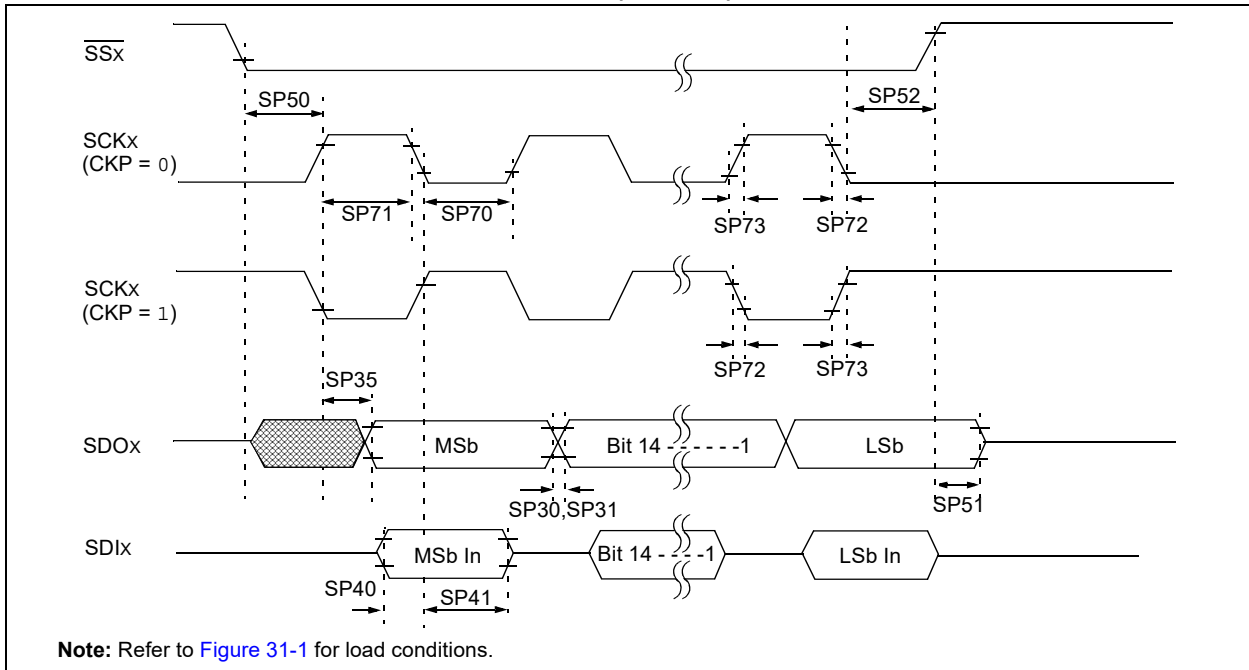 SSx
SP50
SP52
SCKx
(CKP = 0)
SP71
SP70
SP73
SP72
SCKx
(CKP = 1)
SP72
SP73
SP35
SDOx
MSb
Bit 14 - - - - - -1
LSb
SP30,SP31
SP51
SDIx
MSb In
Bit 14 - - - -1
LSb In
SP40
SP41
Note: Refer to Figure 31-1 for load conditions.